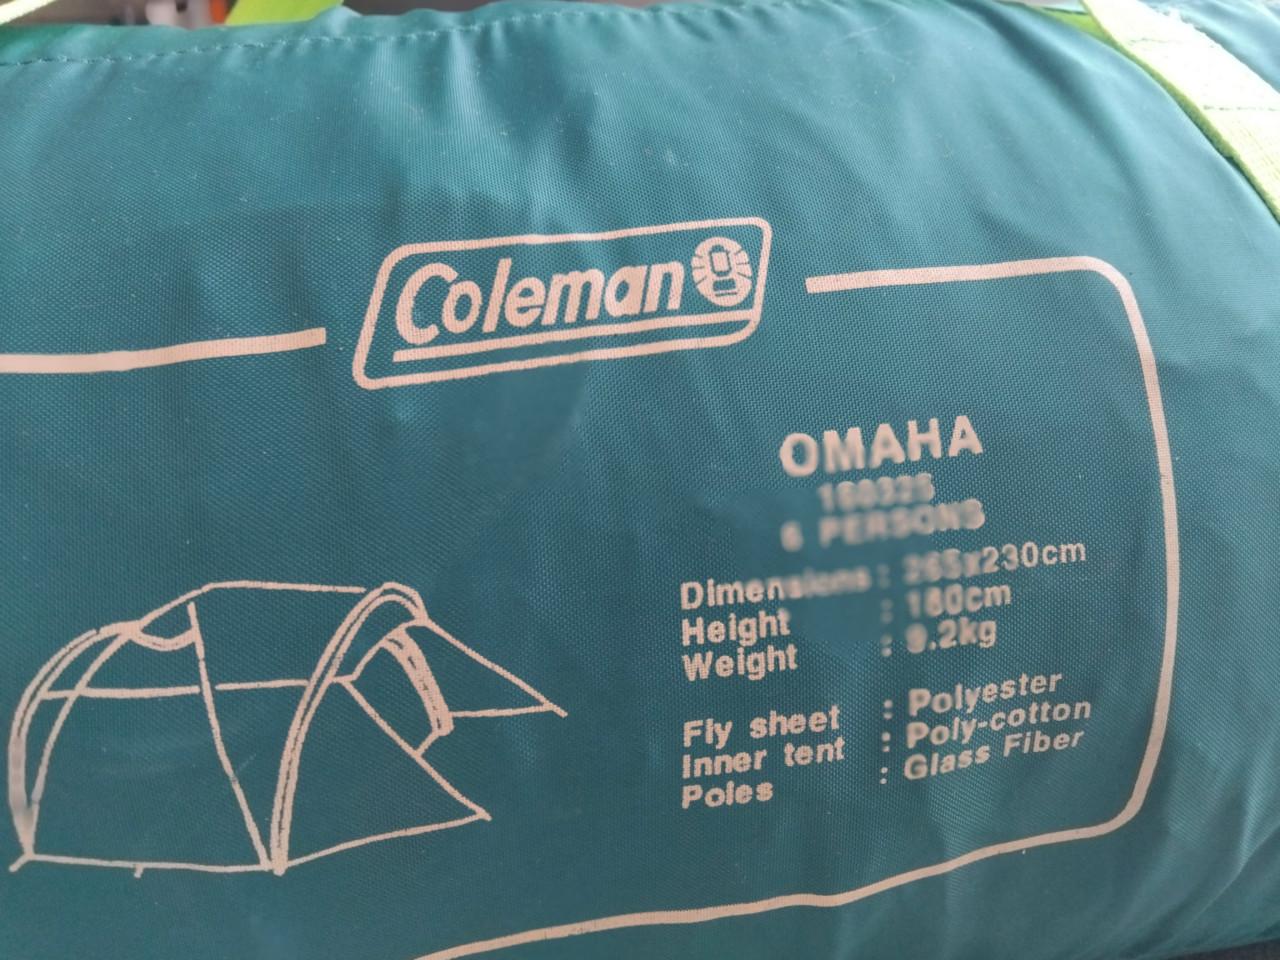 Coleman
OMAHA
PERSONS
Dimensions : 265x230cm
Height : 180cm
Weight : 9.2kg
Fly sheet : Polyester
Inner tent : Poly-cotton
Poles : Glass Fiber